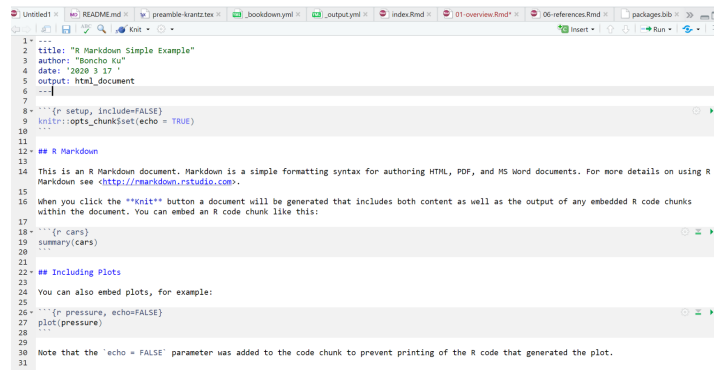 Untitled1 × README.md × preamble-krantz.tex × _bookdown.yml × _output.yml × index.Rmd × 01-overview.Rmd* × 06-references.Rmd × packages.bib ×
Knit Insert Run
1 ---
2 title: "R Markdown Simple Example"
3 author: "Boncho Ku"
4 date: '2020 3 17 '
5 output: html_document
6 ---
7
8 ```{r setup, include=FALSE}
9 knitr::opts_chunk$set(echo = TRUE)
10 ```
11
12 ## R Markdown
13
14 This is an R Markdown document. Markdown is a simple formatting syntax for authoring HTML, PDF, and MS Word documents. For more details on using R
Markdown see <http://rmarkdown.rstudio.com>.
15
16 When you click the **Knit** button a document will be generated that includes both content as well as the output of any embedded R code chunks
within the document. You can embed an R code chunk like this:
17
18 ```{r cars}
19 summary(cars)
20 ```
21
22 ## Including Plots
23
24 You can also embed plots, for example:
25
26 ```{r pressure, echo=FALSE}
27 plot(pressure)
28 ```
29
30 Note that the `echo = FALSE` parameter was added to the code chunk to prevent printing of the R code that generated the plot.
31